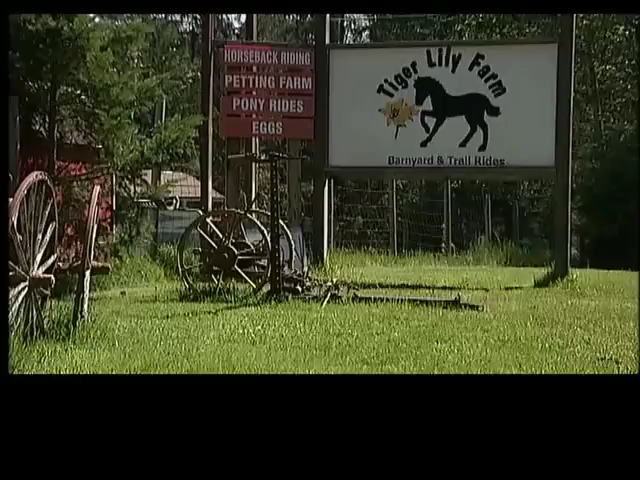 HORSEBACK RIDING
PETTING FARM
PONY RIDES
EGGS
Tiger Lily Farm
Barnyard & Trail Rides